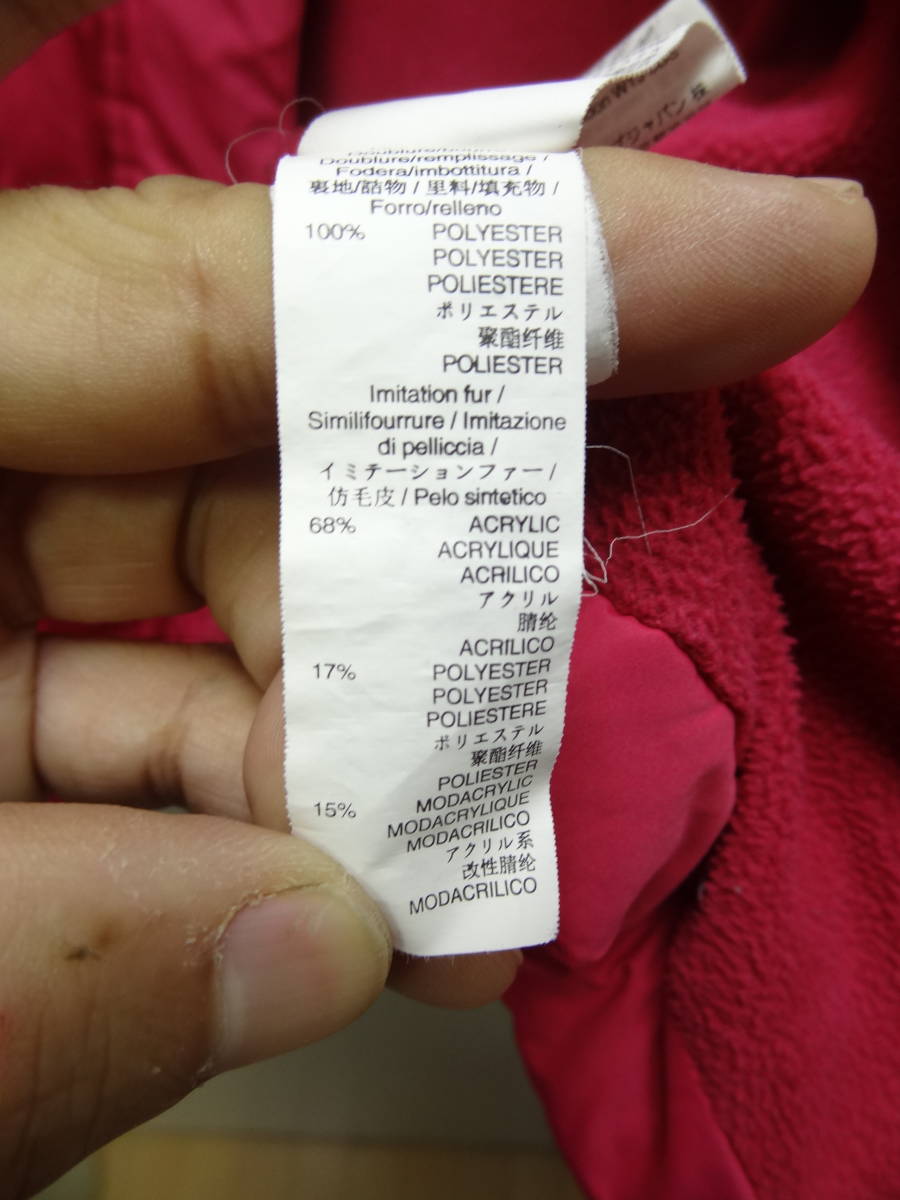 ジャパン
Doublure/remplissage /
Fodera/imbottitura /
裏地/詰物 / 里料/填充物 /
Forro/relleno
100% POLYESTER
POLYESTER
POLIESTERE
ポリエステル
聚酯纤维
POLIESTER
Imitation fur /
Similifourrure / Imitazione
di pelliccia /
イミテーションファー /
仿毛皮 / Pelo sintetico
68% ACRYLIC
ACRYLIQUE
ACRILICO
アクリル
腈纶
ACRILICO
17% POLYESTER
POLYESTER
POLIESTERE
ポリエステル
聚酯纤维
POLIESTER
15% MODACRYLIC
MODACRYLIQUE
MODACRILICO
アクリル系
改性腈纶
MODACRILICO